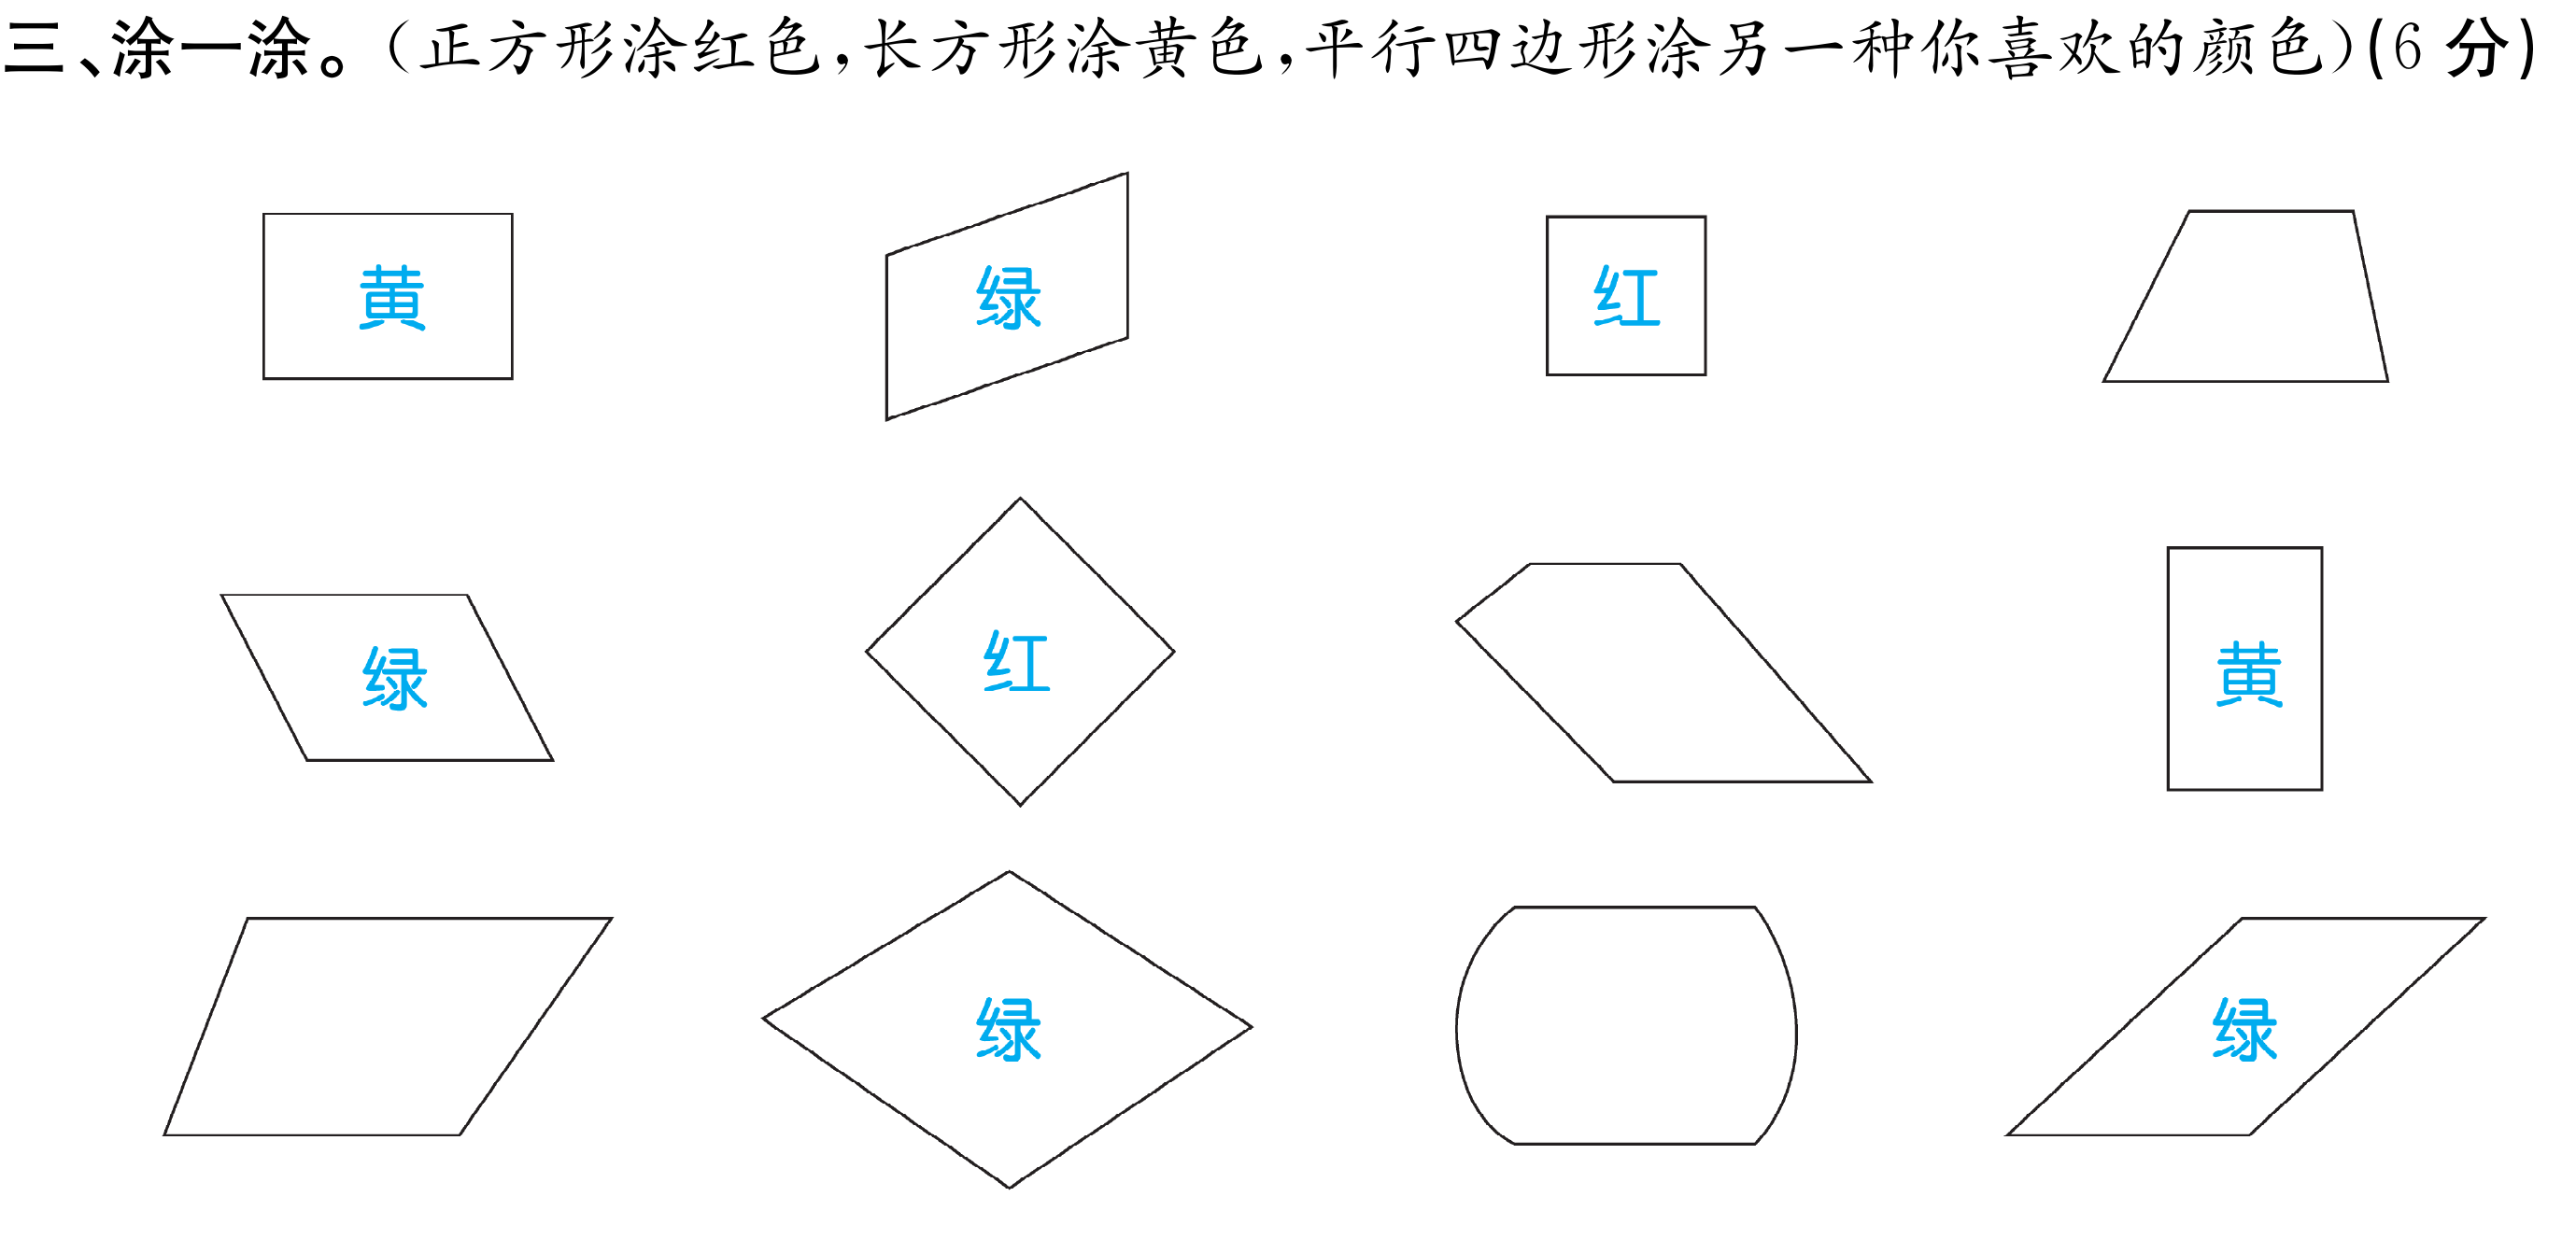 三、涂一涂。(正方形涂红色,长方形涂黄色,平行四边形涂另一种你喜欢的颜色)(6 分)
黄 绿 红
绿 红 黄
绿 绿